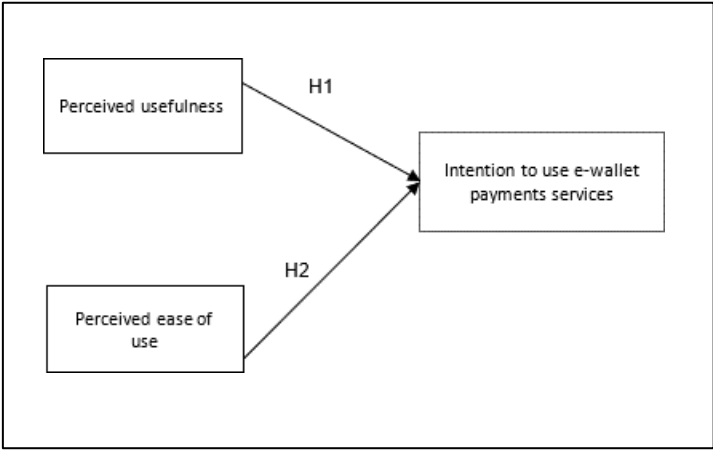 Perceived usefulness
H1
Intention to use e-wallet
payments services
H2
Perceived ease of
use